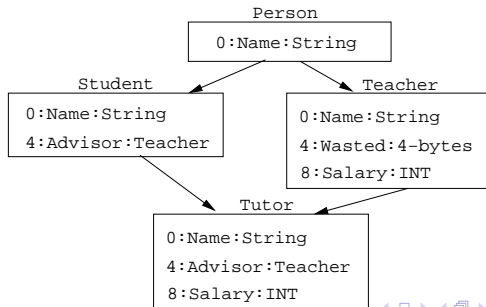 Person
0:Name:String
Student
0:Name:String
4:Advisor:Teacher
Teacher
0:Name:String
4:Wasted:4-bytes
8:Salary:INT
Tutor
0:Name:String
4:Advisor:Teacher
8:Salary:INT